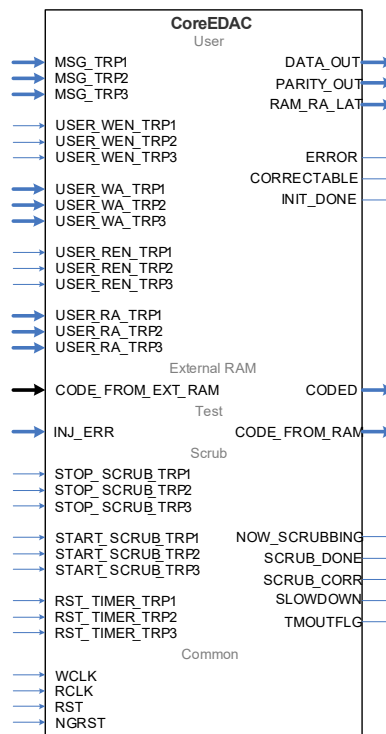 CoreEDAC
User
MSG_TRP1
MSG_TRP2
MSG_TRP3
USER_WEN_TRP1
USER_WEN_TRP2
USER_WEN_TRP3
USER_WA_TRP1
USER_WA_TRP2
USER_WA_TRP3
USER_REN_TRP1
USER_REN_TRP2
USER_REN_TRP3
USER_RA_TRP1
USER_RA_TRP2
USER_RA_TRP3
DATA_OUT
PARITY_OUT
RAM_RA_LAT
ERROR
CORRECTABLE
INIT_DONE
External RAM
CODE_FROM_EXT_RAM
CODED
Test
INJ_ERR
CODE_FROM_RAM
Scrub
STOP_SCRUB_TRP1
STOP_SCRUB_TRP2
STOP_SCRUB_TRP3
START_SCRUB_TRP1
START_SCRUB_TRP2
START_SCRUB_TRP3
RST_TIMER_TRP1
RST_TIMER_TRP2
RST_TIMER_TRP3
NOW_SCRUBBING
SCRUB_DONE
SCRUB_CORR
SLOWDOWN
TMOUTFLG
Common
WCLK
RCLK
RST
NGRST